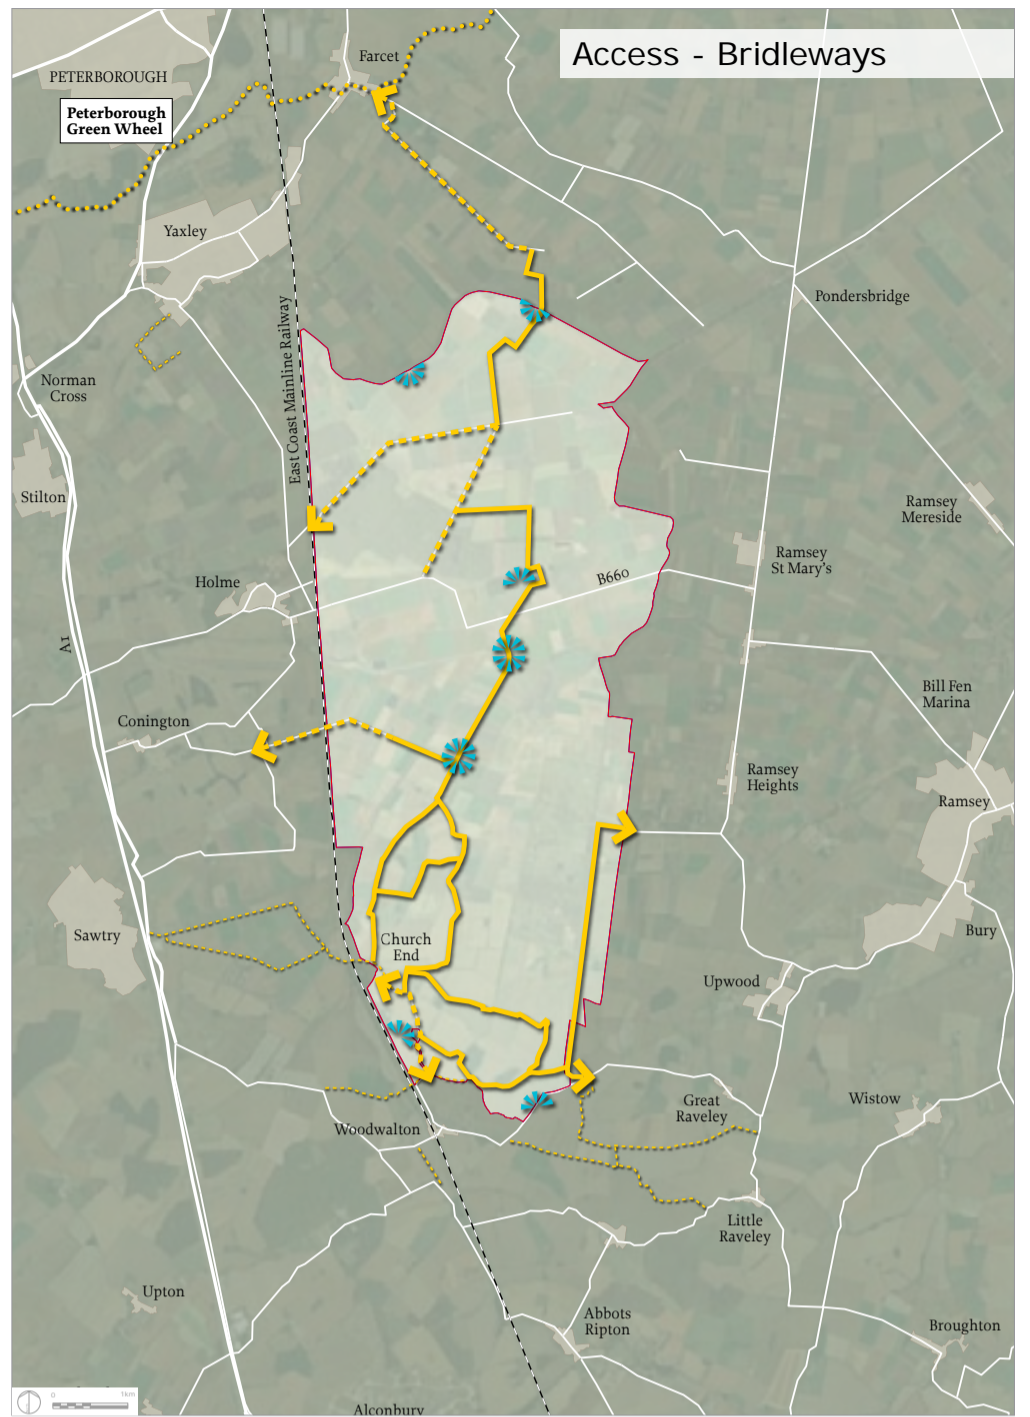 Access - Bridleways
Farcet
PETERBOROUGH
Peterborough
Green Wheel
Yaxley
East Coast Mainline Railway
Pondersbridge
Norman
Cross
Stilton
Ramsey
Mereside
Ramsey
St Mary's
Holme
B660
A1
Bill Fen
Marina
Conington
Ramsey
Heights
Ramsey
Sawtry
Church
End
Bury
Upwood
Great
Raveley
Wistow
Woodwalton
Little
Raveley
Upton
Abbots
Ripton
Broughton
0 1km
Alconbury